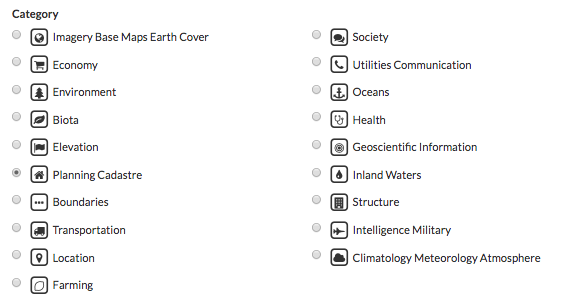 Category
Imagery Base Maps Earth Cover
Economy
Environment
Biota
Elevation
Planning Cadastre
Boundaries
Transportation
Location
Farming
Society
Utilities Communication
Oceans
Health
Geoscientific Information
Inland Waters
Structure
Intelligence Military
Climatology Meteorology Atmosphere